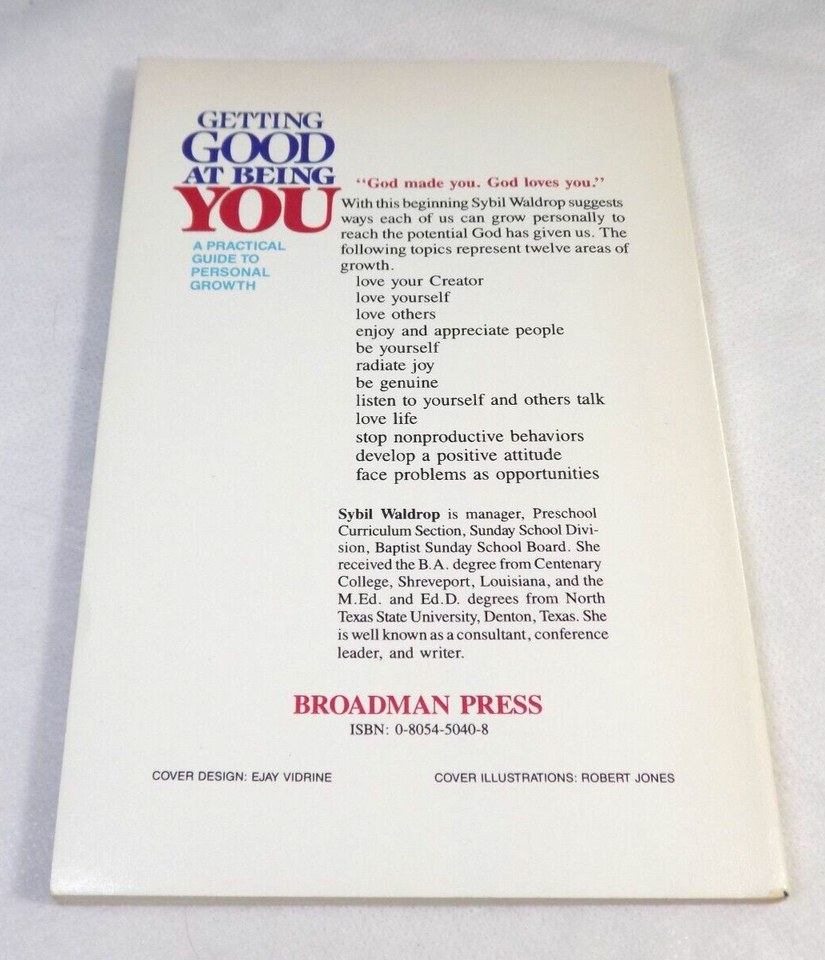 GETTING
GOOD
AT BEING
YOU
A PRACTICAL
GUIDE TO
PERSONAL
GROWTH
“God made you. God loves you.”
With this beginning Sybil Waldrop suggests
ways each of us can grow personally to
reach the potential God has given us. The
following topics represent twelve areas of
growth.
love your Creator
love yourself
love others
enjoy and appreciate people
be yourself
radiate joy
be genuine
listen to yourself and others talk
love life
stop nonproductive behaviors
develop a positive attitude
face problems as opportunities
Sybil Waldrop is manager, Preschool
Curriculum Section, Sunday School Divi-
sion, Baptist Sunday School Board. She
received the B.A. degree from Centenary
College, Shreveport, Louisiana, and the
M.Ed. and Ed.D. degrees from North
Texas State University, Denton, Texas. She
is well known as a consultant, conference
leader, and writer.
BROADMAN PRESS
ISBN: 0-8054-5040-8
COVER DESIGN: EJAY VIDRINE
COVER ILLUSTRATIONS: ROBERT JONES